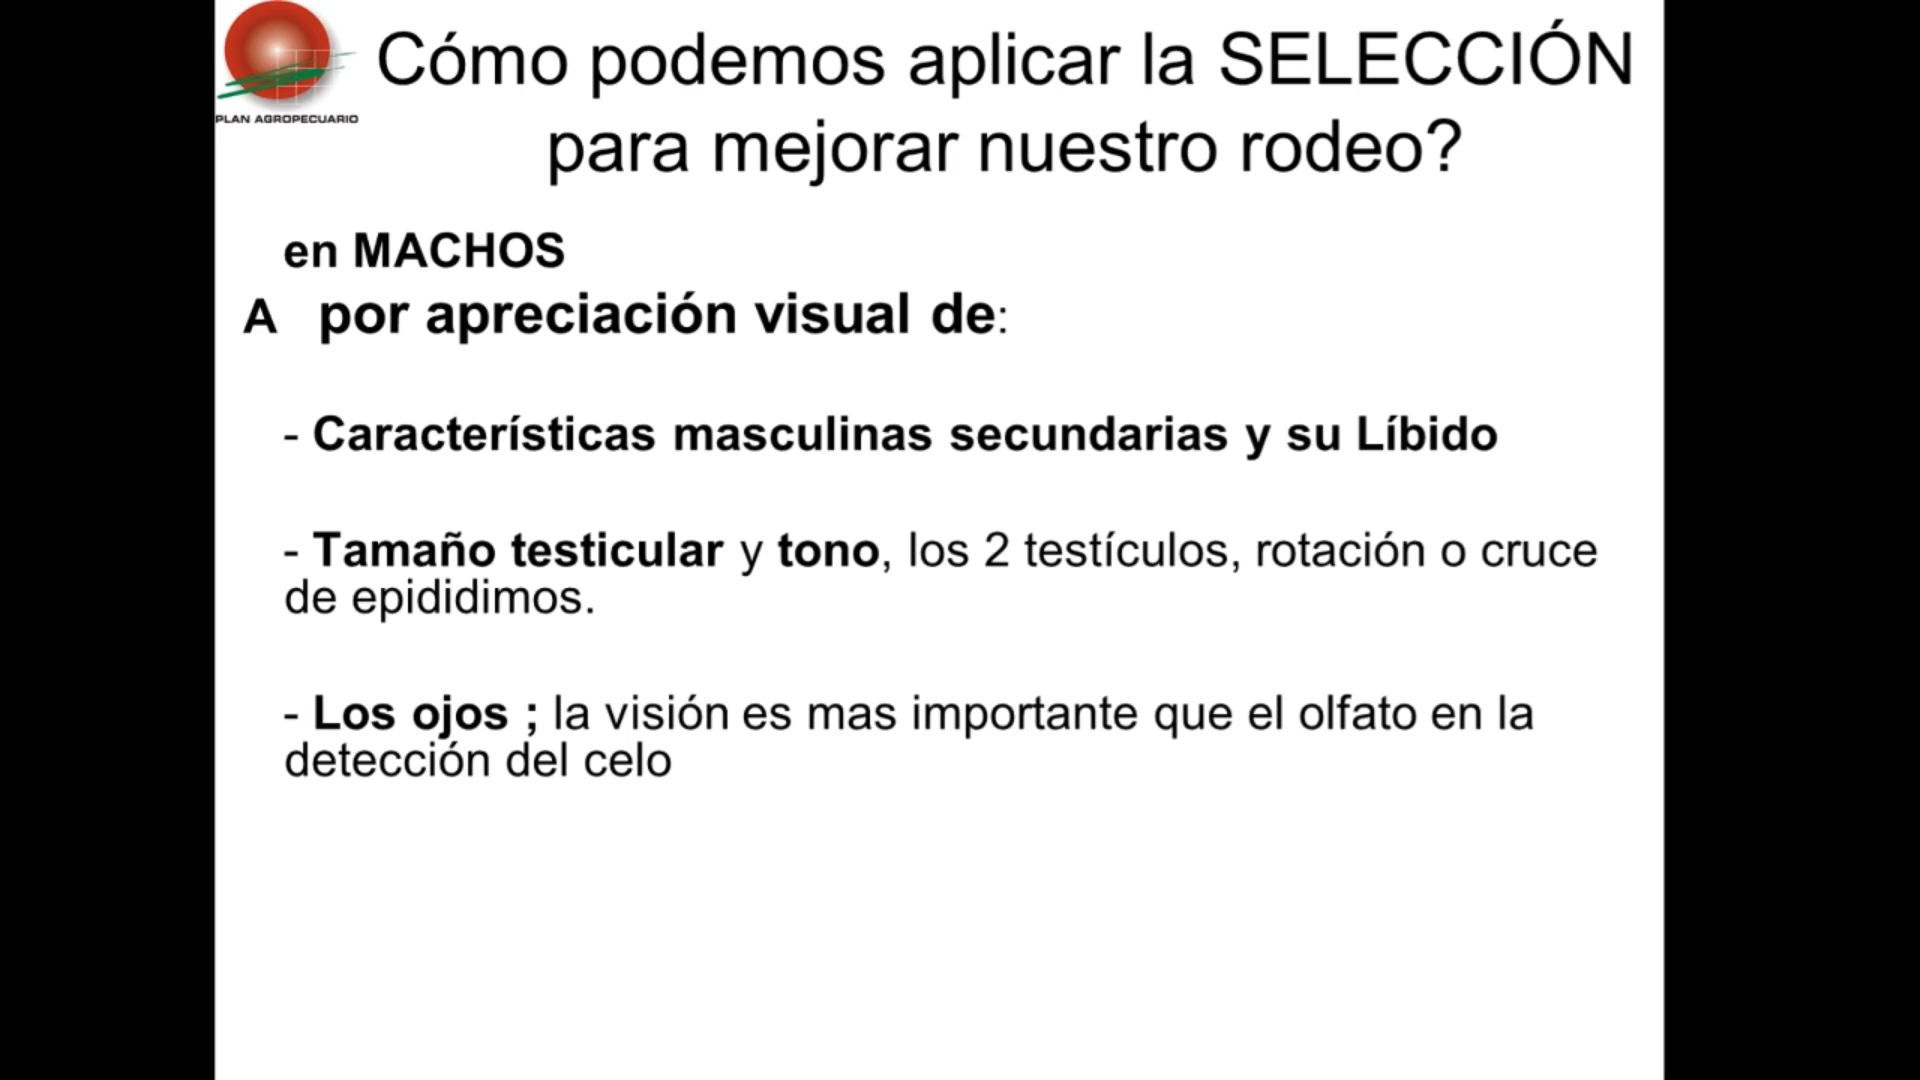 PLAN AGROPECUARIO
Cómo podemos aplicar la SELECCIÓN
para mejorar nuestro rodeo?
en MACHOS
A por apreciación visual de:
- Características masculinas secundarias y su Líbido
- Tamaño testicular y tono, los 2 testículos, rotación o cruce
de epididimos.
- Los ojos ; la visión es mas importante que el olfato en la
detección del celo